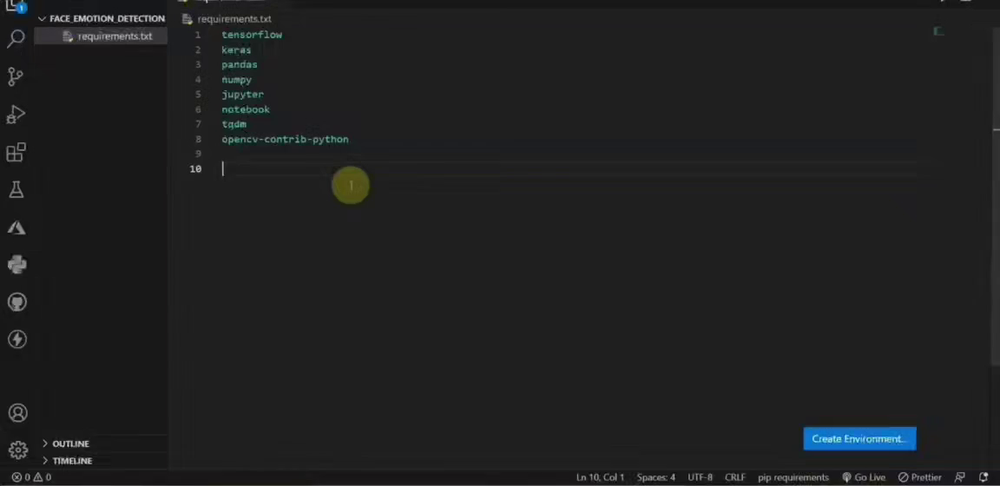 1
FACE_EMOTION_DETECTION
requirements.txt
requirements.txt
1 tensorflow
2 keras
3 pandas
4 numpy
5 jupyter
6 notebook
7 tqdm
8 opencv-contrib-python
9
10
Create Environment...
OUTLINE
TIMELINE
0 0 Ln 10, Col 1 Spaces: 4 UTF-8 CRLF pip requirements Go Live Prettier